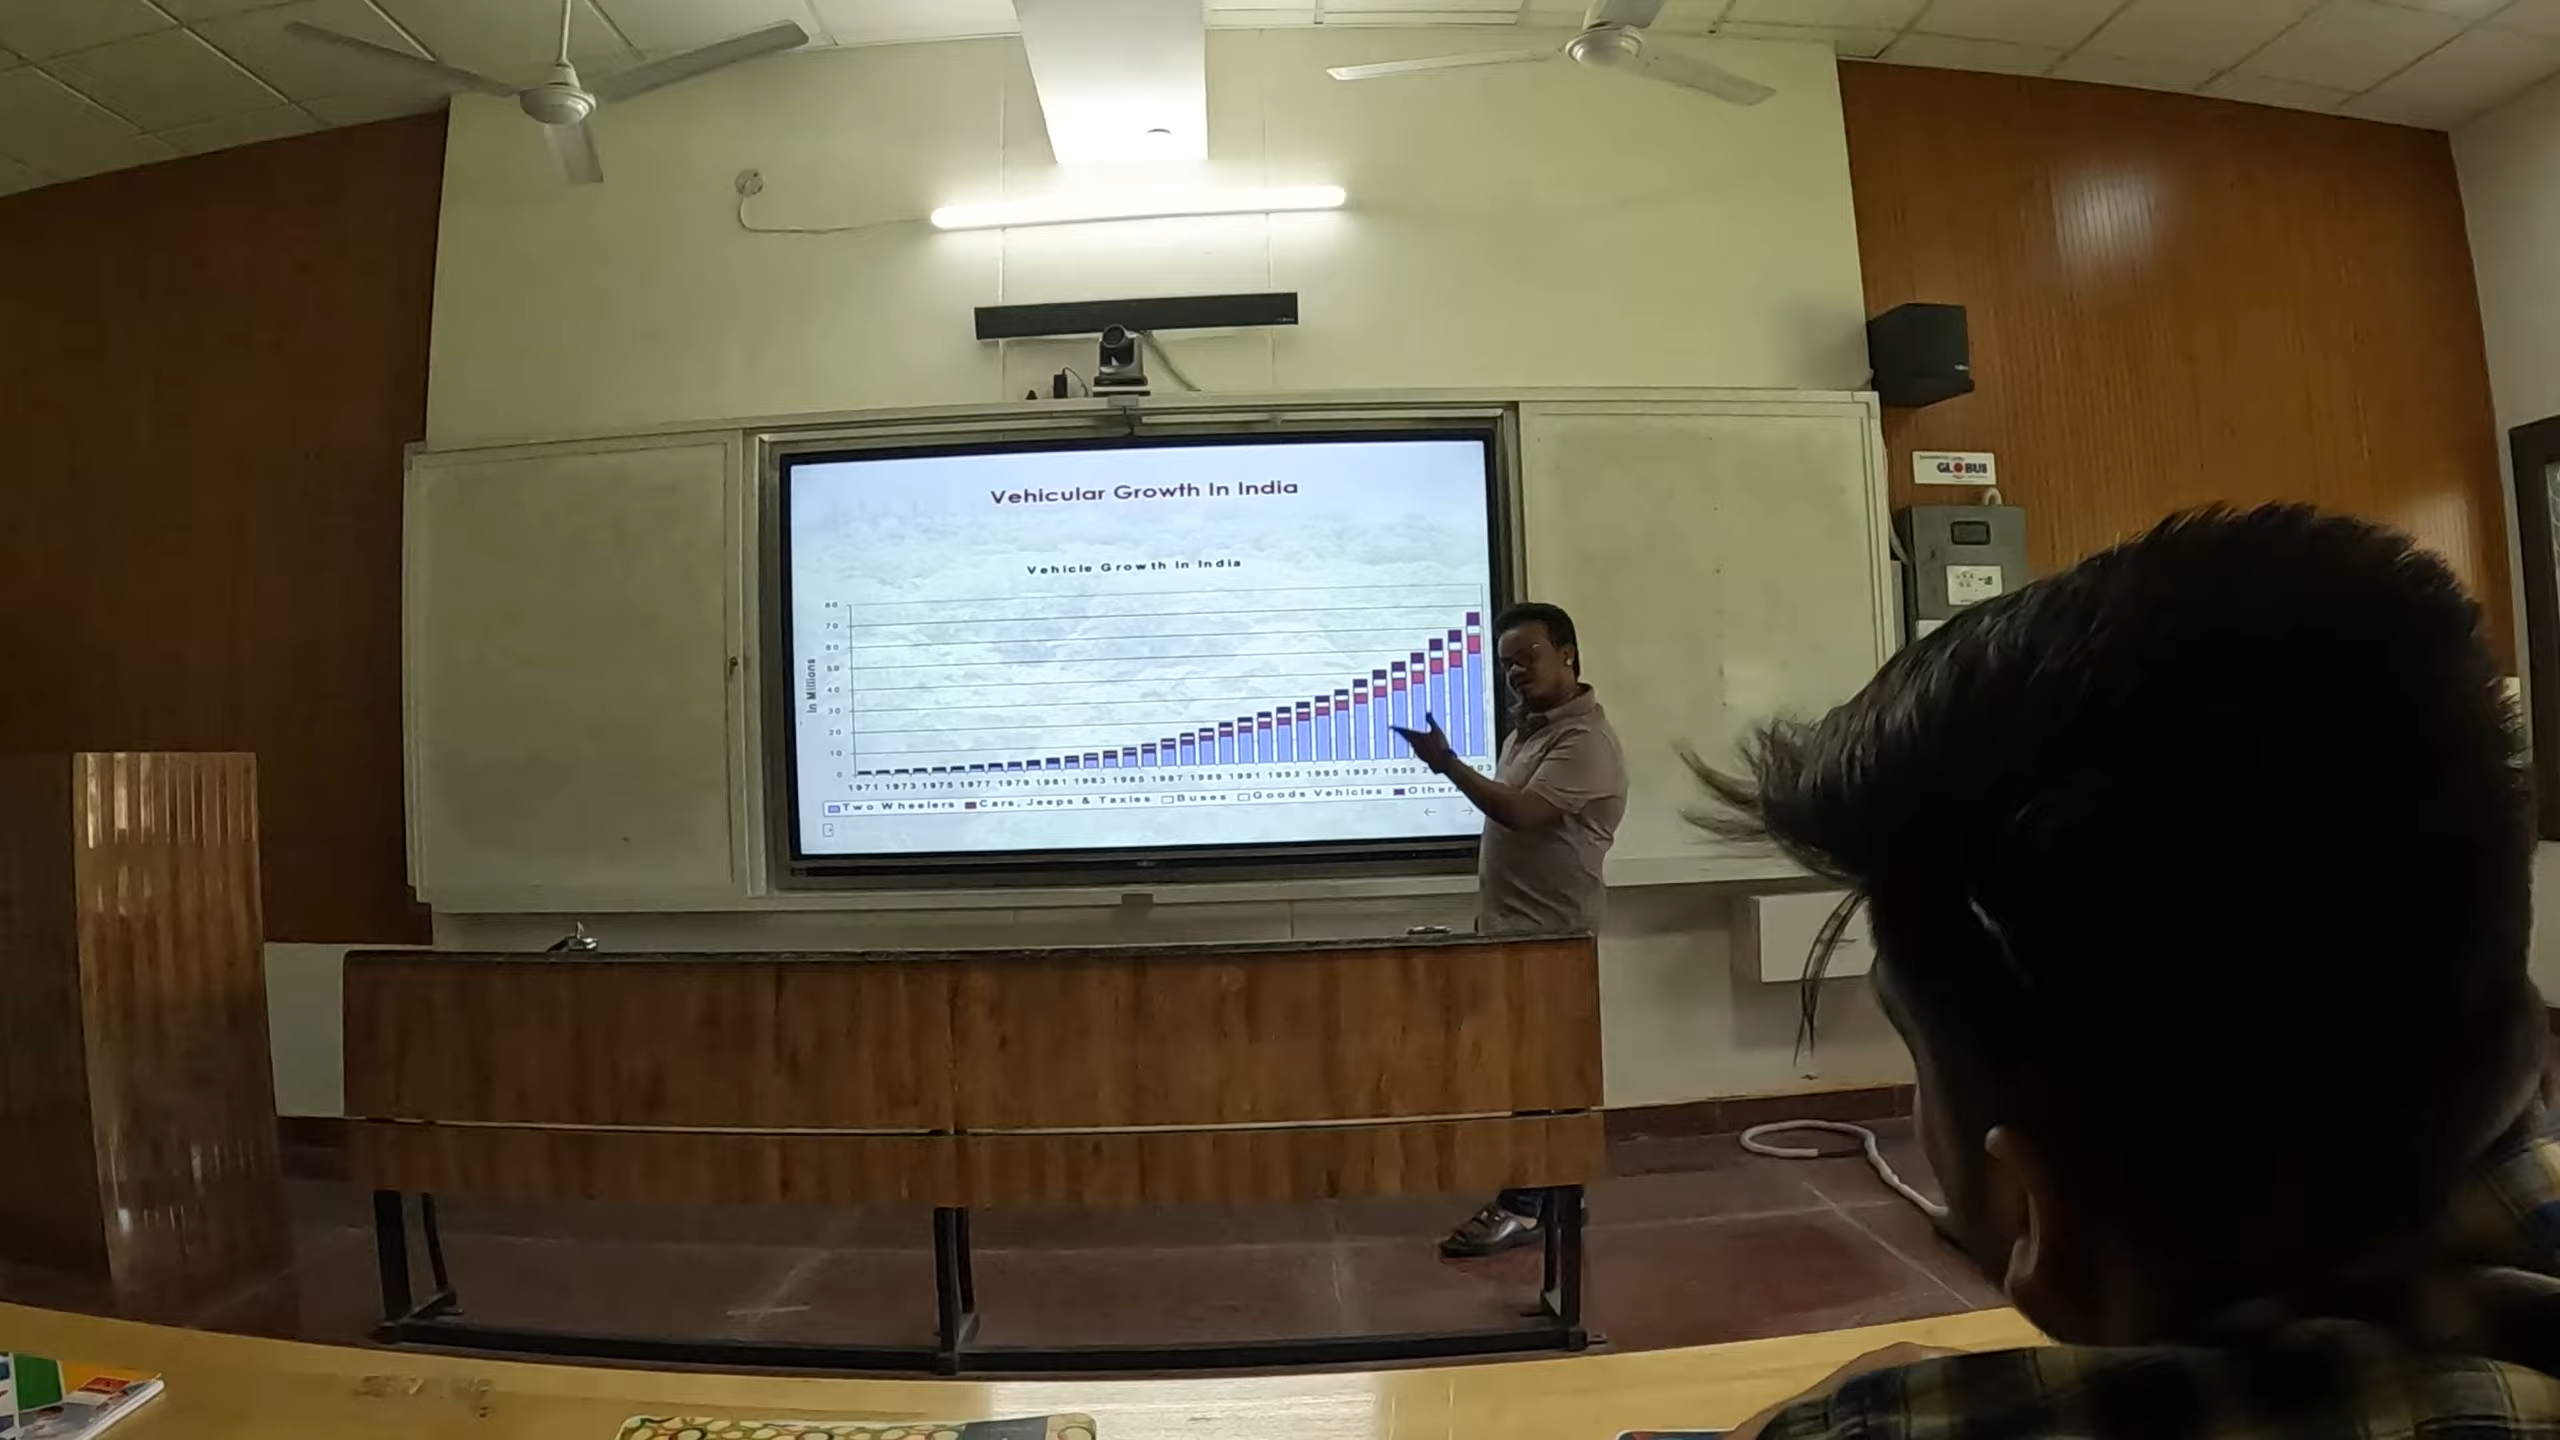 GLOBUS
Vehicular Growth In India
Vehicle Growth in India
80
70
60
50
40
30
20
10
0
In Millions
1971 1973 1975 1977 1979 1981 1983 1985 1987 1989 1991 1993 1995 1997 1999
Two Wheelers Cars, Jeeps & Taxies Buses Goods Vehicles